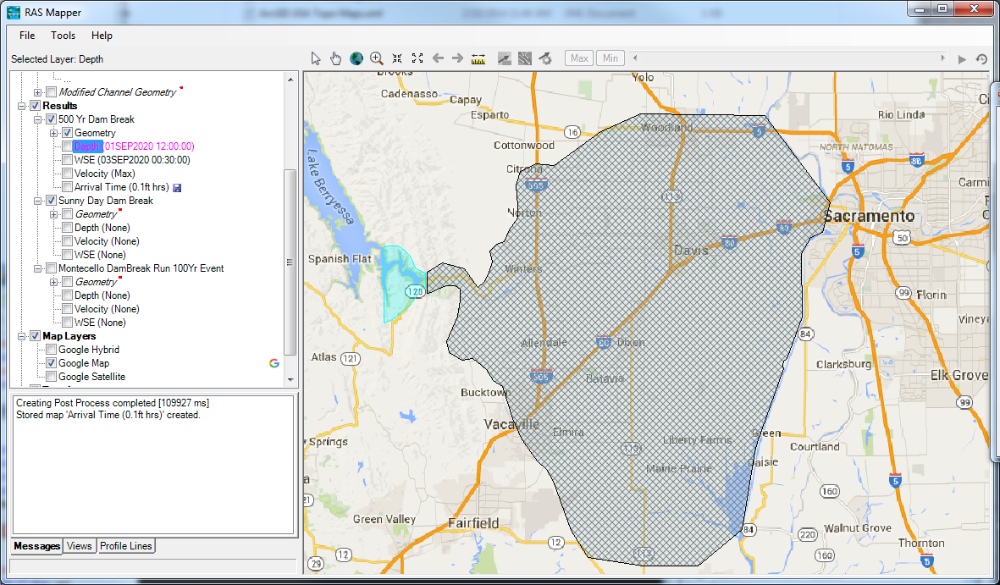 RAS Mapper
File Tools Help
Selected Layer: Depth
Max Min
...
Modified Channel Geometry
Results
500 Yr Dam Break
Geometry
Depth (01SEP2020 12:00:00)
WSE (03SEP2020 00:30:00)
Velocity (Max)
Arrival Time (0.1ft hrs)
Sunny Day Dam Break
Geometry
Depth (None)
Velocity (None)
WSE (None)
Montecello DamBreak Run 100Yr Event
Geometry
Depth (None)
Velocity (None)
WSE (None)
Map Layers
Google Hybrid
Google Map
Google Satellite
Creating Post Process completed [109927 ms]
Stored map 'Arrival Time (0.1ft hrs)' created.
Messages Views Profile Lines
Brooks
Yolo
Cadenasso
Capay
Esparto
Rio Linda
Woodland
16
5
Cottonwood
NORTH NATOMAS
80
5
Citrona
505
Carmi
113
Norton
Lake Berryessa
Sacramento
80
80
50
Davis
5
Spanish Flat
Winters
128
99
Florin
Viney
84
Allendale
80
Dixon
Atlas
121
Clarksburg
505
Batavia
Elk Grove
Bucktown
99
Vacaville
Elmira
Green
Springs
Liberty Farms
113
Courtland
Daisie
Maine Prairie
5
160
Green Valley
Fairfield
84
220
Walnut Grove
12
Thornton
12
113
160
29
5